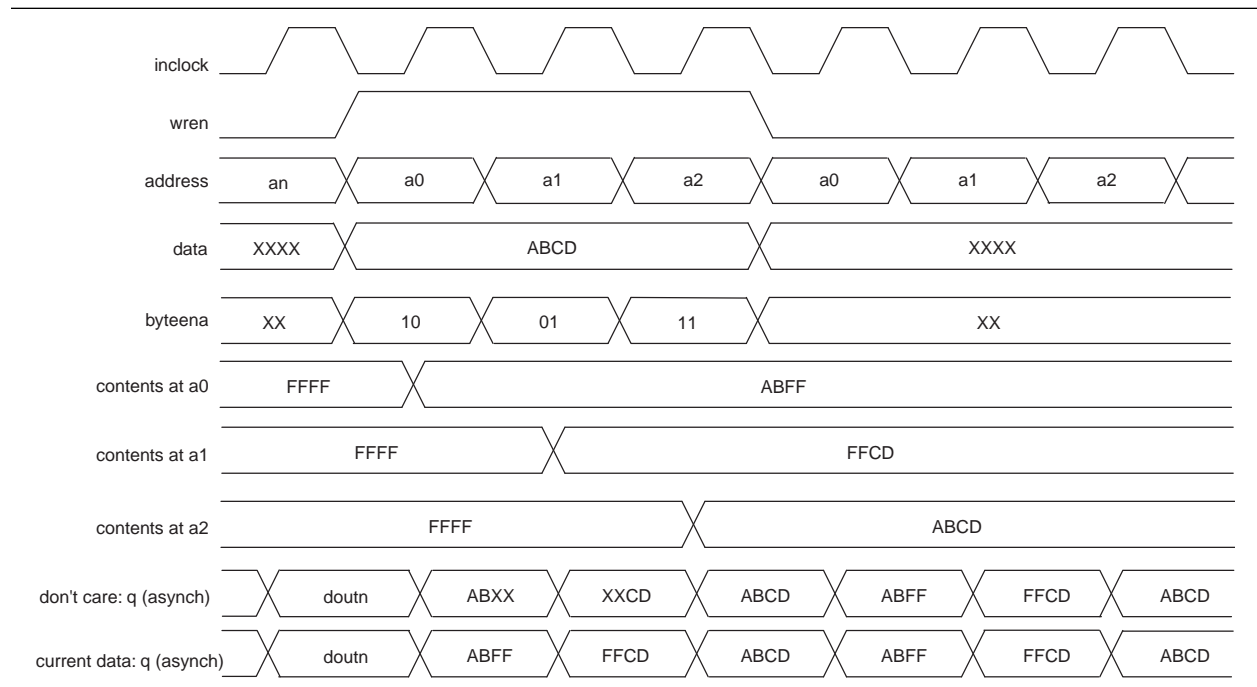 inclock
wren
address an a0 a1 a2 a0 a1 a2
data XXXX ABCD XXXX
byteena XX 10 01 11 XX
contents at a0 FFFF ABFF
contents at a1 FFFF FFCD
contents at a2 FFFF ABCD
don't care: q (asynch) doutn ABXX XXCD ABCD ABFF FFCD ABCD
current data: q (asynch) doutn ABFF FFCD ABCD ABFF FFCD ABCD